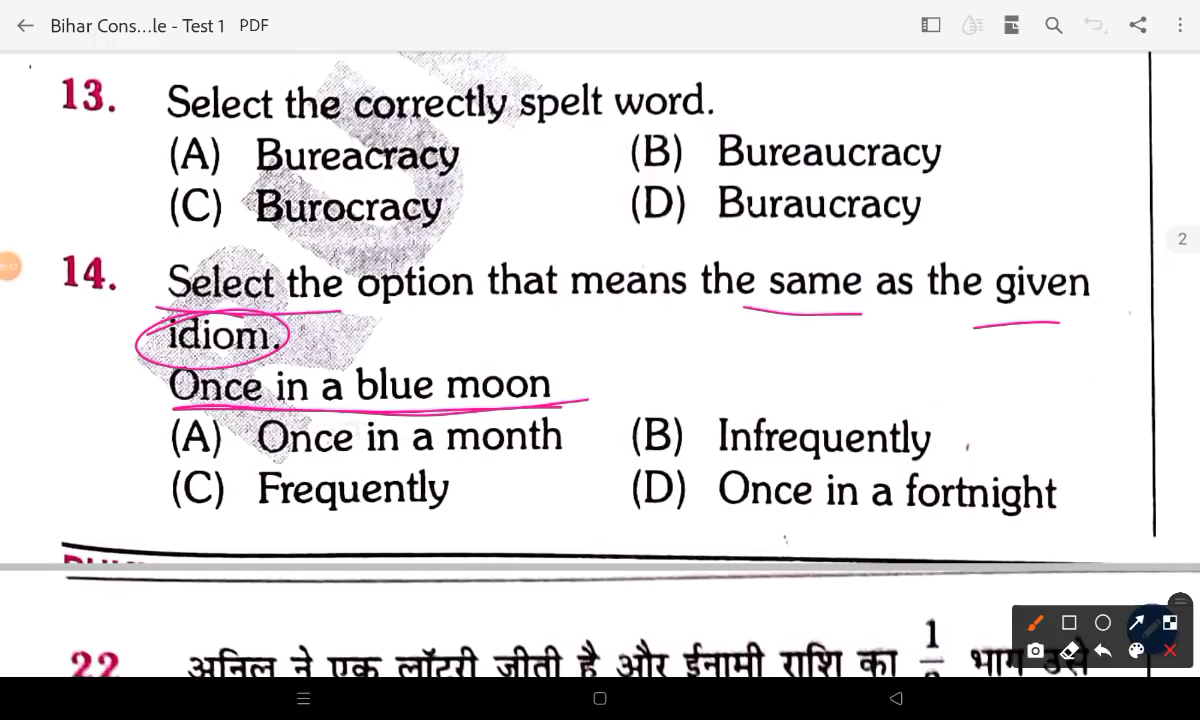 Bihar Cons...le - Test 1 PDF
13. Select the correctly spelt word.
(A) Bureacracy (B) Bureaucracy
(C) Burocracy (D) Buraucracy
2
14. Select the option that means the same as the given
idiom.
Once in a blue moon
(A) Once in a month (B) Infrequently
(C) Frequently (D) Once in a fortnight
22 अनिल ने एक लॉटरी जीती है और ईनामी राशि का 1 भाग उसे